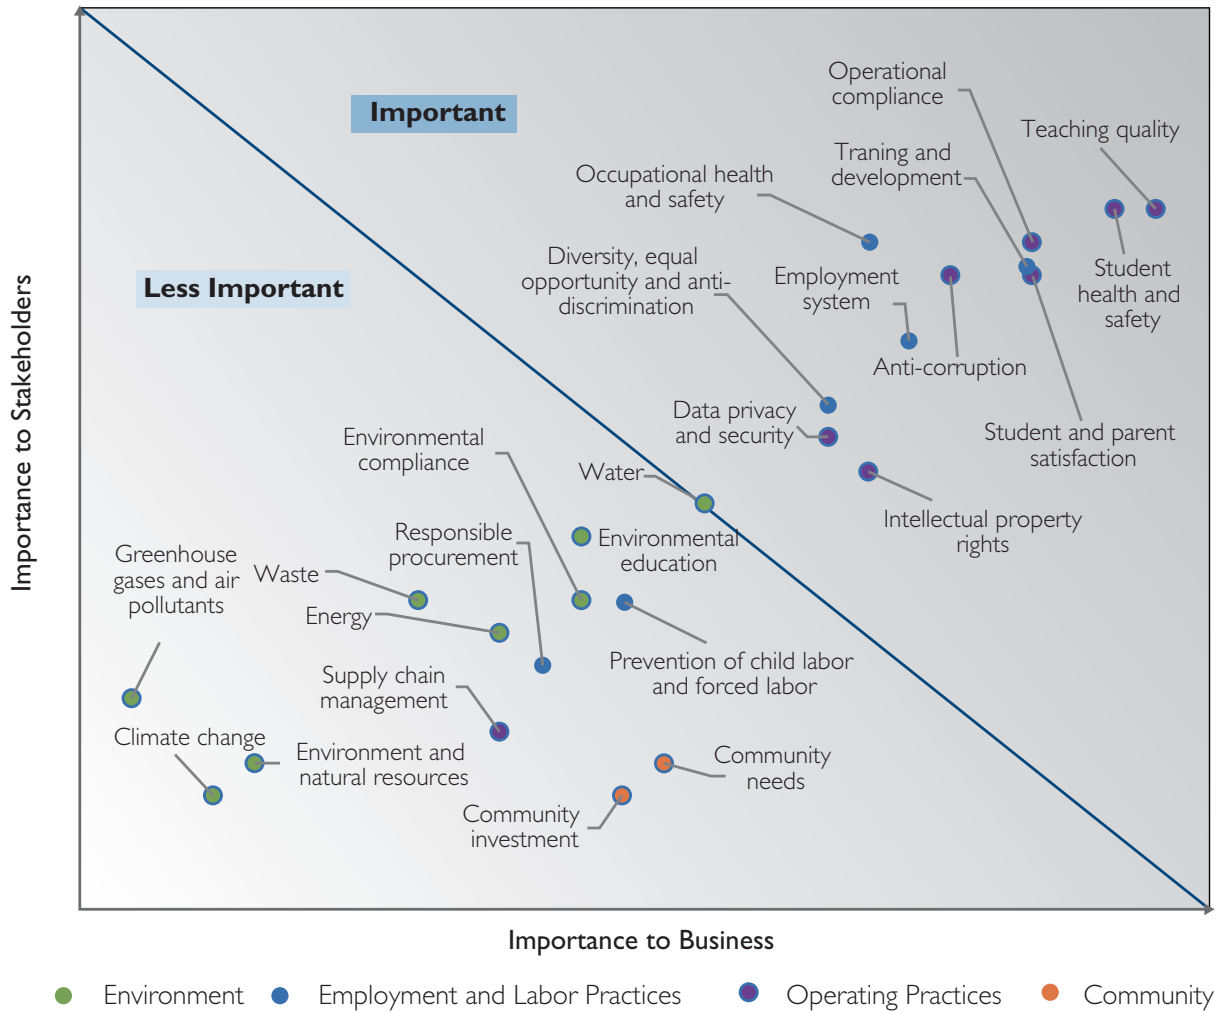 Operational
compliance
Important
Teaching quality
Traning and
development
Occupational health
and safety
Diversity, equal
opportunity and anti-
discrimination
Employment
system
Student
health and
safety
Less Important
Anti-corruption
Data privacy
and security
Student and parent
satisfaction
Environmental
compliance
Water
Intellectual property
rights
Responsible
procurement
Environmental
education
Greenhouse
gases and air
pollutants
Waste
Energy
Prevention of child labor
and forced labor
Supply chain
management
Climate change
Environment and
natural resources
Community
needs
Community
investment
Importance to Stakeholders
Importance to Business
Environment
Employment and Labor Practices
Operating Practices
Community